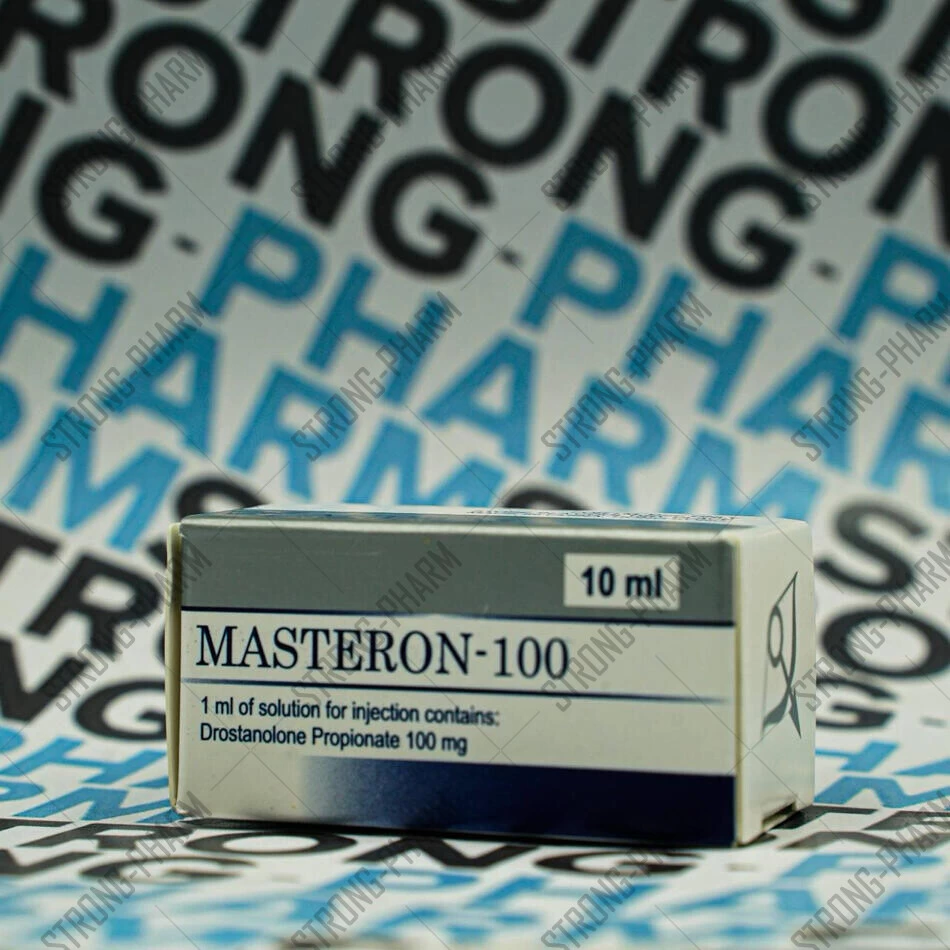 STRONG-PHARM
10 ml
MASTERON-100
1 ml of solution for injection contains:
Drostanolone Propionate 100 mg